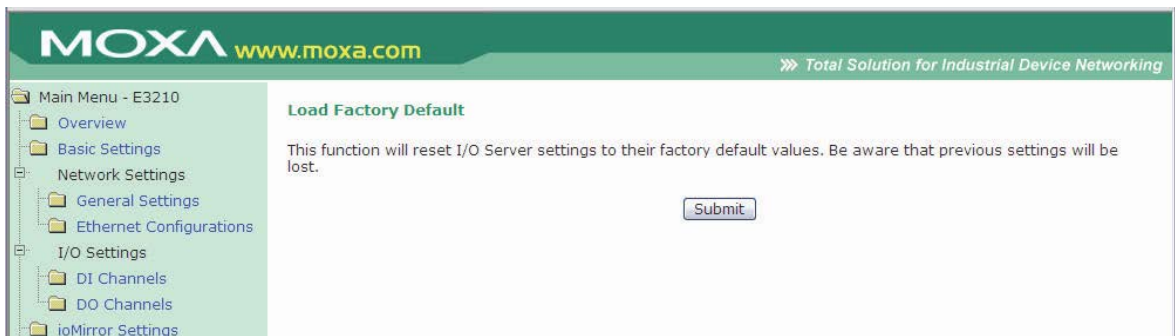 MOXA www.moxa.com
Total Solution for Industrial Device Networking
Main Menu - E3210
Overview
Basic Settings
Network Settings
General Settings
Ethernet Configurations
I/O Settings
DI Channels
DO Channels
ioMirror Settings
Load Factory Default
This function will reset I/O Server settings to their factory default values. Be aware that previous settings will be
lost.
Submit